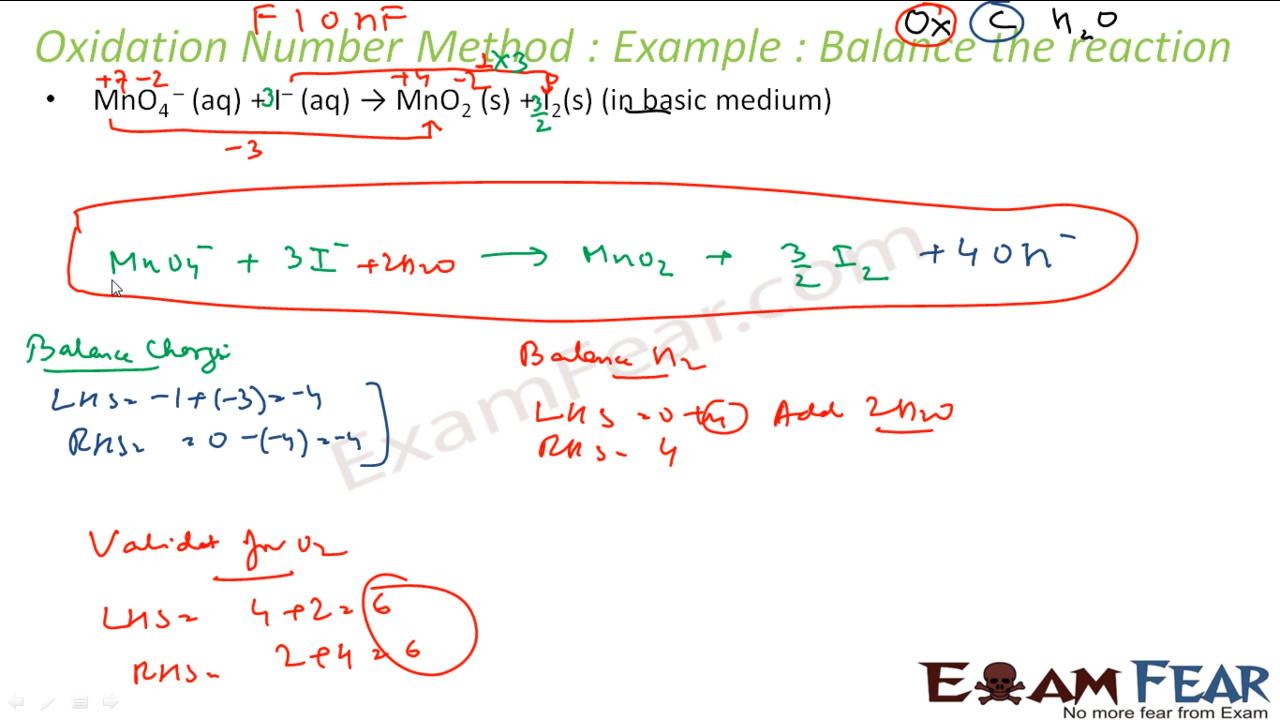 F I O N F
Ox C H2O
Oxidation Number Method : Example : Balance the reaction
+7 -2 +4 -2 1 x3
• MnO4⁻ (aq) + 3I⁻ (aq) → MnO2 (s) + 3/2 I2(s) (in basic medium)
-3
MnO4⁻ + 3I⁻ + 2H2O → MnO2 + 3/2 I2 + 4OH⁻
Balance Charge
LHS = -1 + (-3) = -4
RHS = = 0 - (-4) = -4
Balance H2
LHS = 0 +4 Add 2H2O
RHS = 4
Validat for O2
LHS = 4 + 2 = 6
RHS = 2 + 4 = 6
ExamFear.com
EXAM FEAR
No more fear from Exam